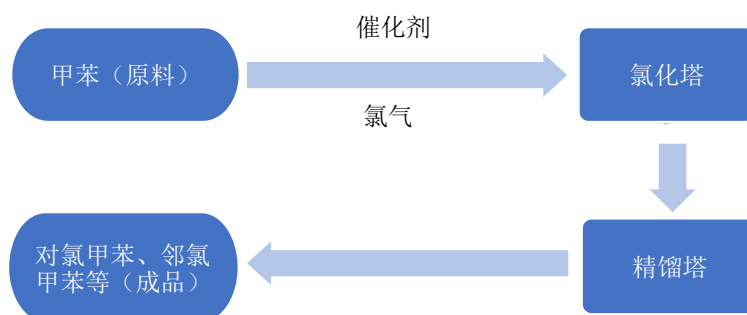 催化剂
甲苯（原料）
氯化塔
氯气
对氯甲苯、邻氯
甲苯等（成品）
精馏塔